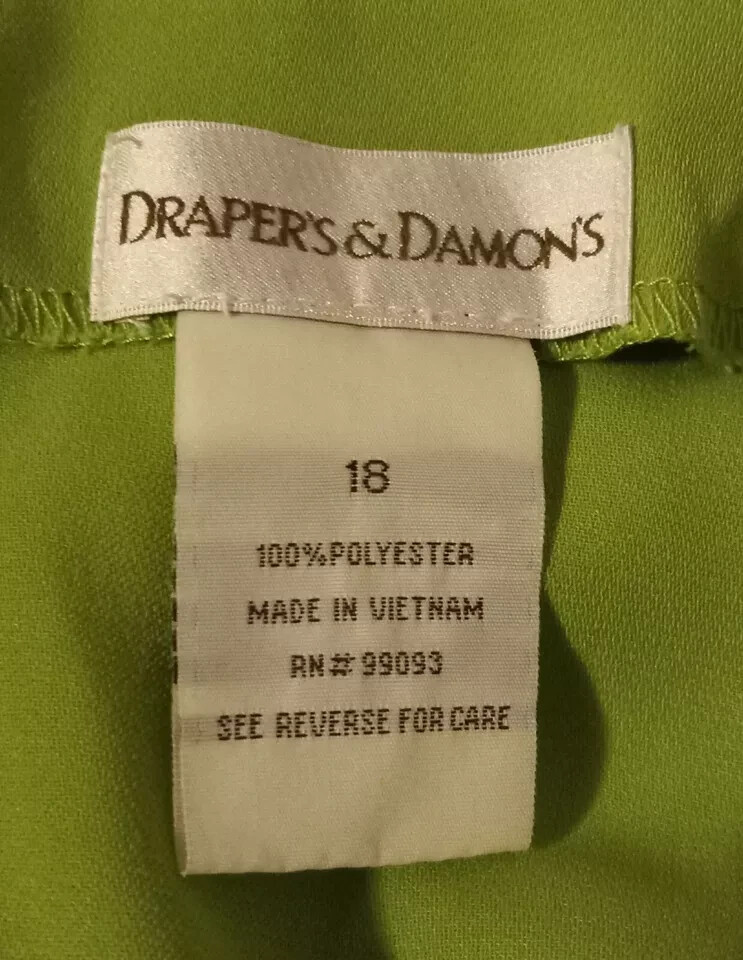 DRAPER'S & DAMON'S
18
100% POLYESTER
MADE IN VIETNAM
RN# 99093
SEE REVERSE FOR CARE